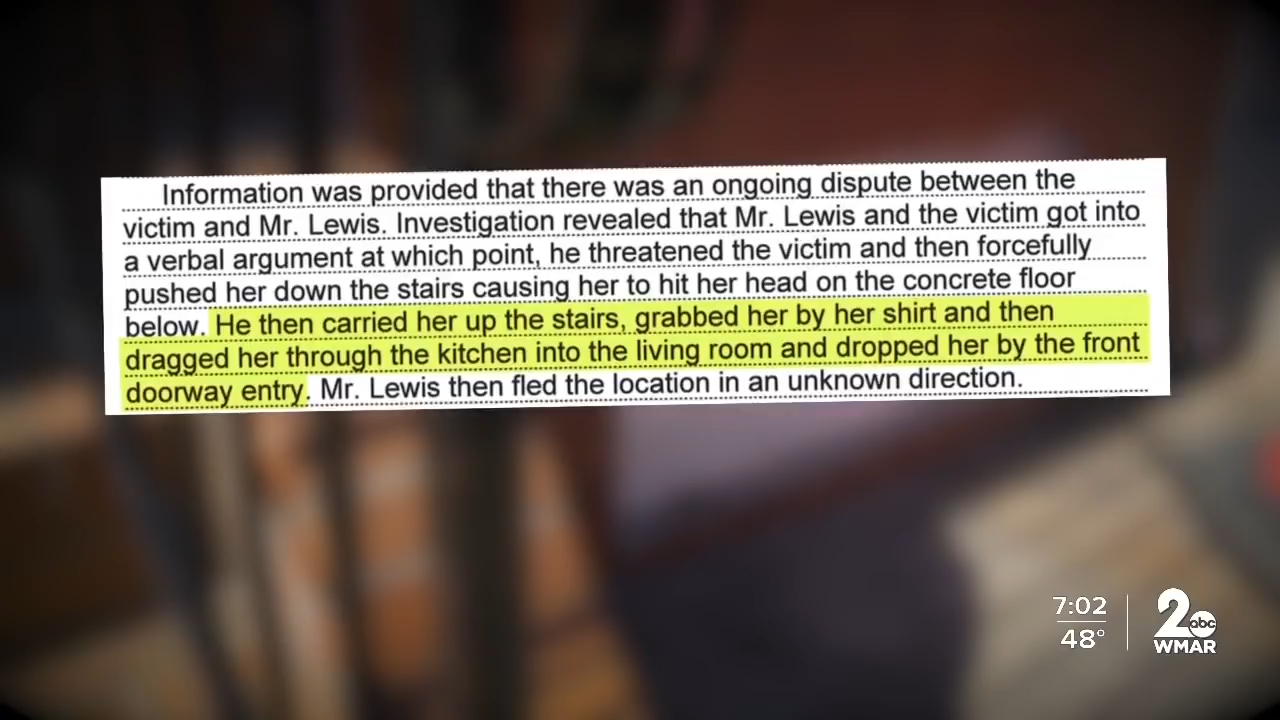 Information was provided that there was an ongoing dispute between the
victim and Mr. Lewis. Investigation revealed that Mr. Lewis and the victim got into
a verbal argument at which point, he threatened the victim and then forcefully
pushed her down the stairs causing her to hit her head on the concrete floor
below. He then carried her up the stairs, grabbed her by her shirt and then
dragged her through the kitchen into the living room and dropped her by the front
doorway entry. Mr. Lewis then fled the location in an unknown direction.
7:02
48°
2 abc
WMAR